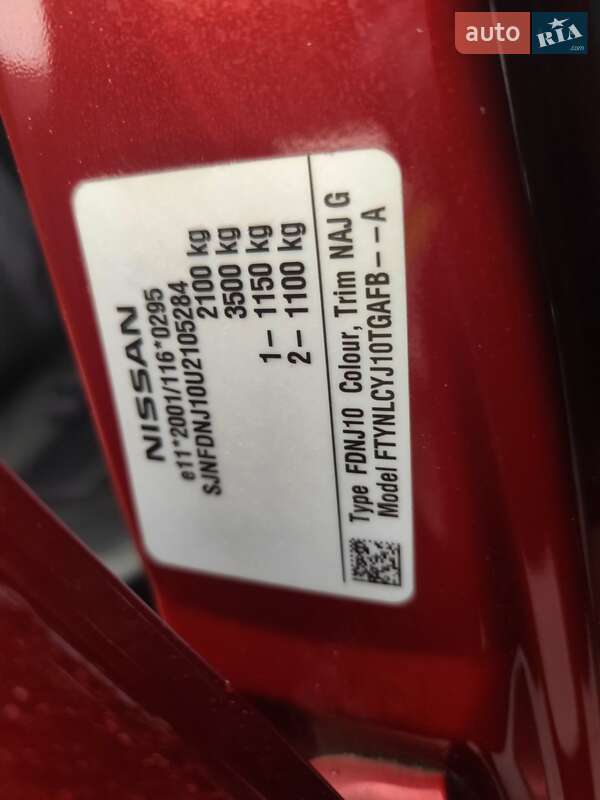 auto RIA
.com
NISSAN
e11*2001/116*0295
SJNFDNJ10U2105284
2100 kg
3500 kg
1– 1150 kg
2– 1100 kg
Type FDNJ10 Colour, Trim NAJ G
Model FTYNLCYJ10TGAFB--A